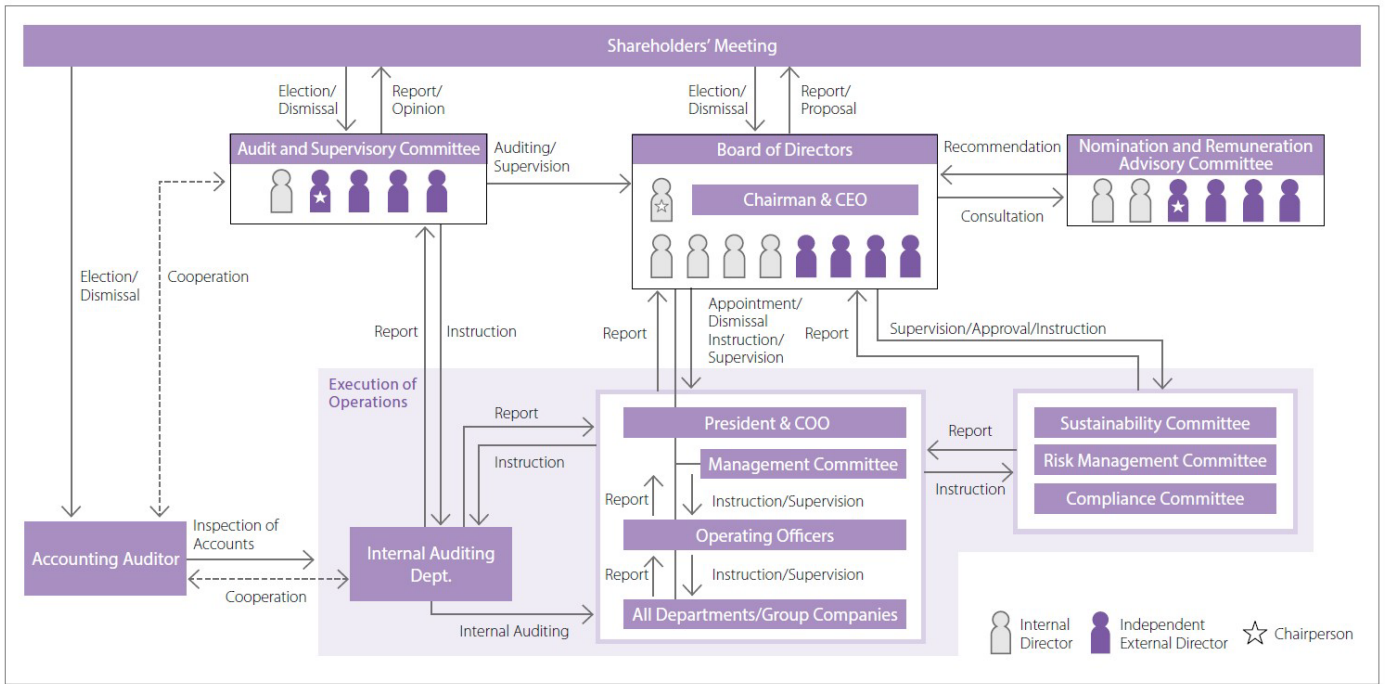 Shareholders' Meeting
Election/
Dismissal
Report/
Opinion
Election/
Dismissal
Report/
Proposal
Audit and Supervisory Committee
Auditing/
Supervision
Board of Directors
Chairman & CEO
Recommendation
Consultation
Nomination and Remuneration
Advisory Committee
Election/
Dismissal
Cooperation
Report
Instruction
Report
Appointment/
Dismissal
Instruction/
Supervision
Report
Supervision/Approval/Instruction
Execution of
Operations
Report
Instruction
President & COO
Management Committee
Report
Instruction/Supervision
Operating Officers
Report
Instruction/Supervision
All Departments/Group Companies
Report
Instruction
Sustainability Committee
Risk Management Committee
Compliance Committee
Accounting Auditor
Inspection of
Accounts
Cooperation
Internal Auditing
Dept.
Internal Auditing
Internal
Director
Independent
External Director
Chairperson